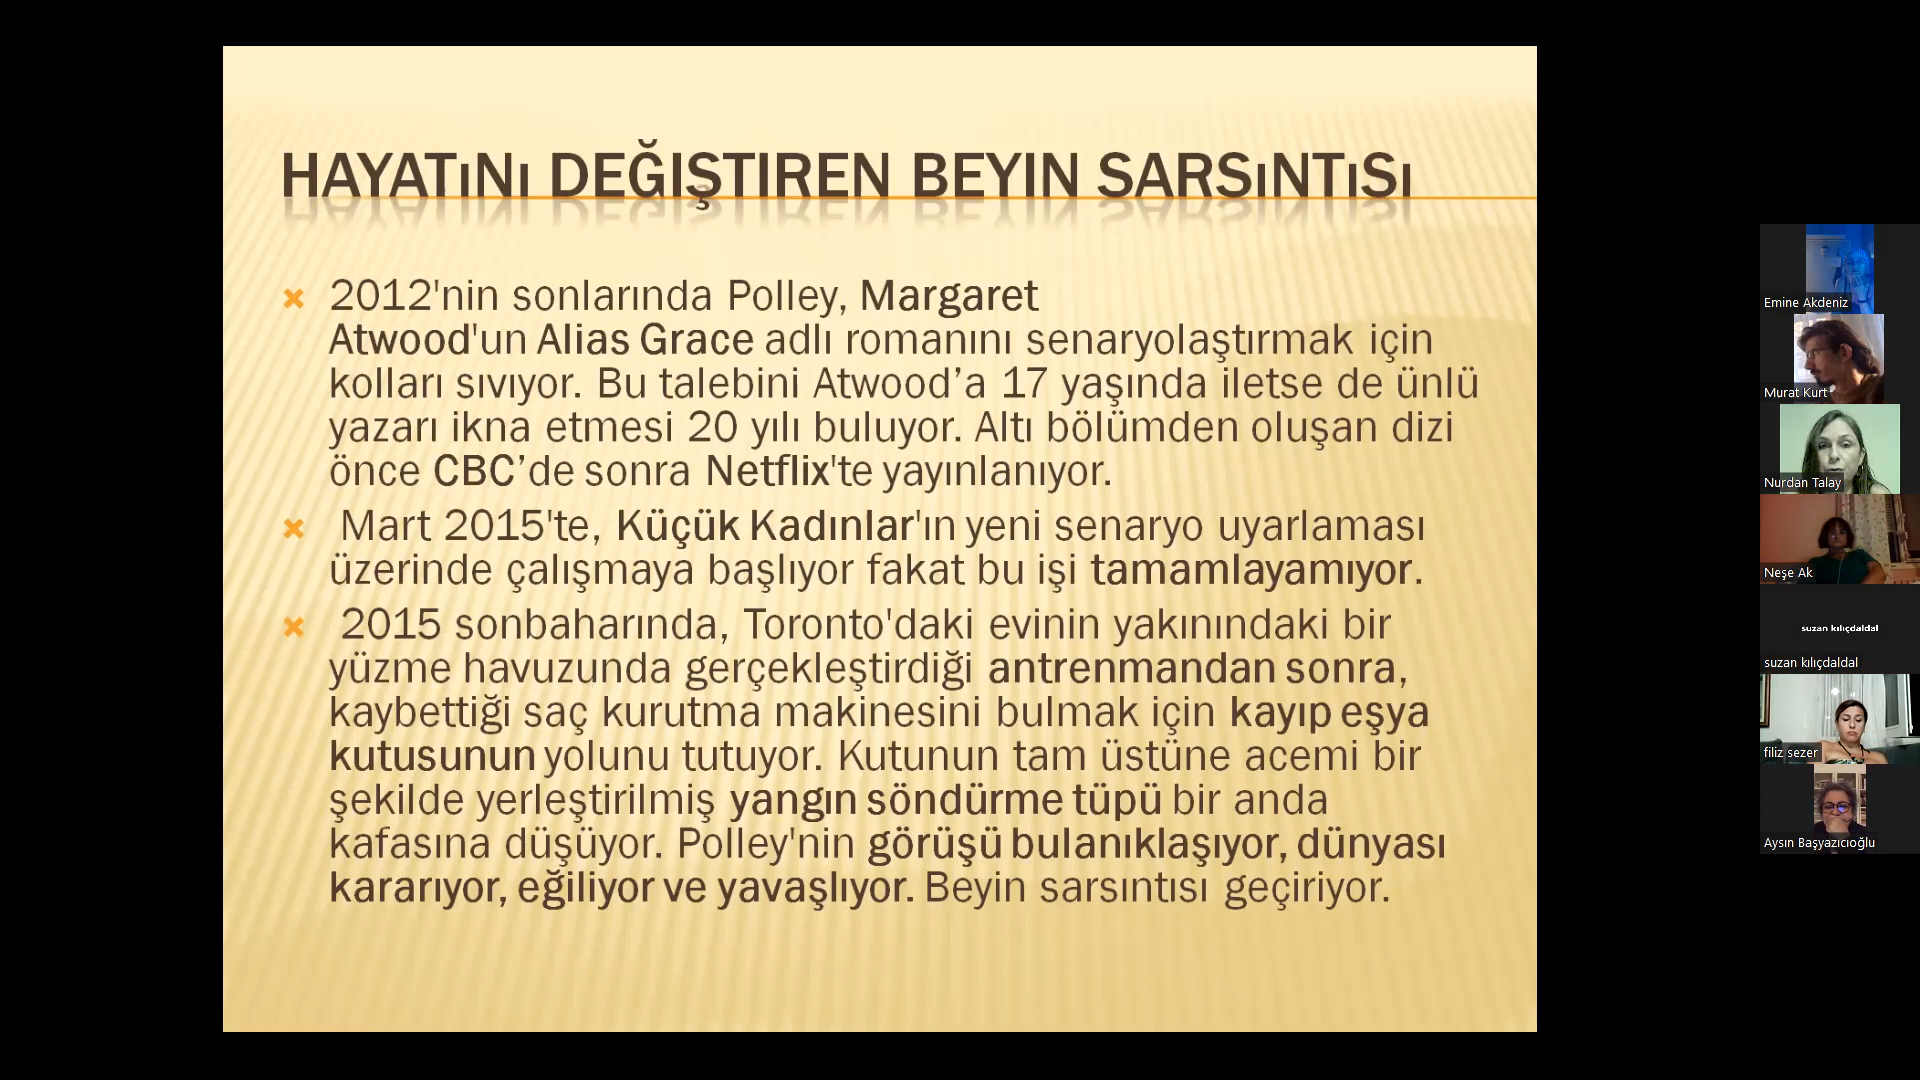 HAYATıNı DEĞIŞTIREN BEYIN SARSıNTıSı
2012'nin sonlarında Polley, Margaret
Atwood'un Alias Grace adlı romanını senaryolaştırmak için
kolları sıvıyor. Bu talebini Atwood’a 17 yaşında iletse de ünlü
yazarı ikna etmesi 20 yılı buluyor. Altı bölümden oluşan dizi
önce CBC’de sonra Netflix'te yayınlanıyor.
Mart 2015'te, Küçük Kadınlar'ın yeni senaryo uyarlaması
üzerinde çalışmaya başlıyor fakat bu işi tamamlayamıyor.
2015 sonbaharında, Toronto'daki evinin yakınındaki bir
yüzme havuzunda gerçekleştirdiği antrenmandan sonra,
kaybettiği saç kurutma makinesini bulmak için kayıp eşya
kutusunun yolunu tutuyor. Kutunun tam üstüne acemi bir
şekilde yerleştirilmiş yangın söndürme tüpü bir anda
kafasına düşüyor. Polley'nin görüşü bulanıklaşıyor, dünyası
kararıyor, eğiliyor ve yavaşlıyor. Beyin sarsıntısı geçiriyor.
Emine Akdeniz
Murat Kurt
Nurdan Talay
Neşe Ak
suzan kılıçdaldal
suzan kılıçdaldal
filiz sezer
Aysın Başyazıcıoğlu